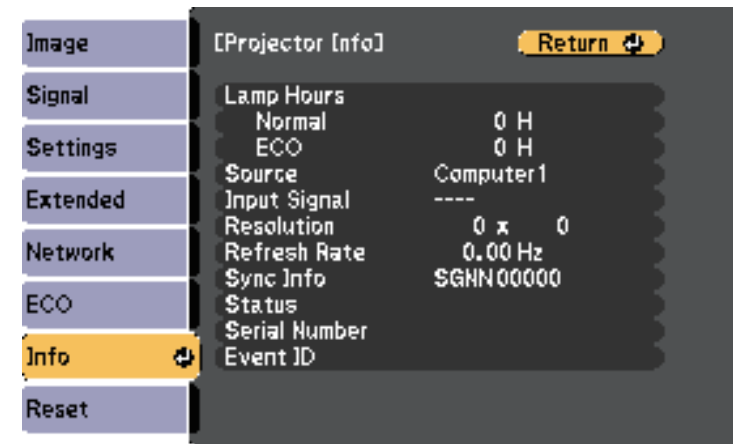 Image
Signal
Settings
Extended
Network
ECO
Info
Reset
[Projector Info]
Return
Lamp Hours
Normal 0 H
ECO 0 H
Source Computer1
Input Signal ----
Resolution 0 x 0
Refresh Rate 0.00 Hz
Sync Info SGNN00000
Status
Serial Number
Event ID